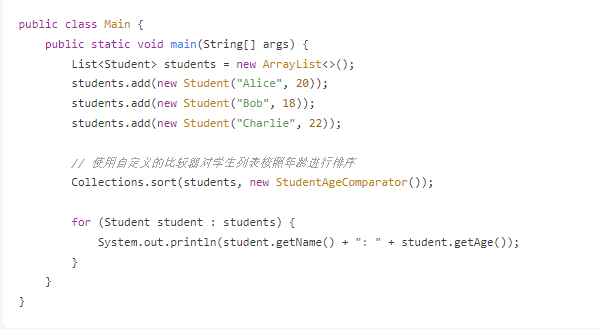 public class Main {
    public static void main(String[] args) {
        List<Student> students = new ArrayList<>();
        students.add(new Student("Alice", 20));
        students.add(new Student("Bob", 18));
        students.add(new Student("Charlie", 22));
        // 使用自定义的比较器对学生列表按照年龄进行排序
        Collections.sort(students, new StudentAgeComparator());
        for (Student student : students) {
            System.out.println(student.getName() + ": " + student.getAge());
        }
    }
}